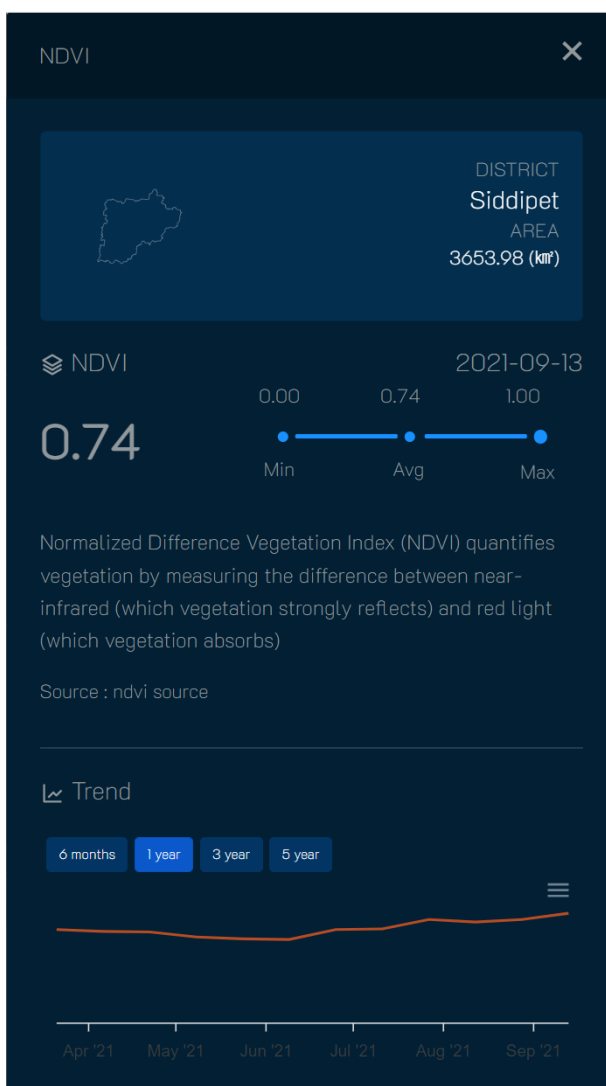 NDVI
DISTRICT
Siddipet
AREA
3653.98 (km²)
NDVI
2021-09-13
0.00 0.74 1.00
0.74
Min Avg Max
Normalized Difference Vegetation Index (NDVI) quantifies
vegetation by measuring the difference between near-
infrared (which vegetation strongly reflects) and red light
(which vegetation absorbs)
Source : ndvi source
Trend
6 months 1 year 3 year 5 year
Apr '21 May '21 Jun '21 Jul '21 Aug '21 Sep '21